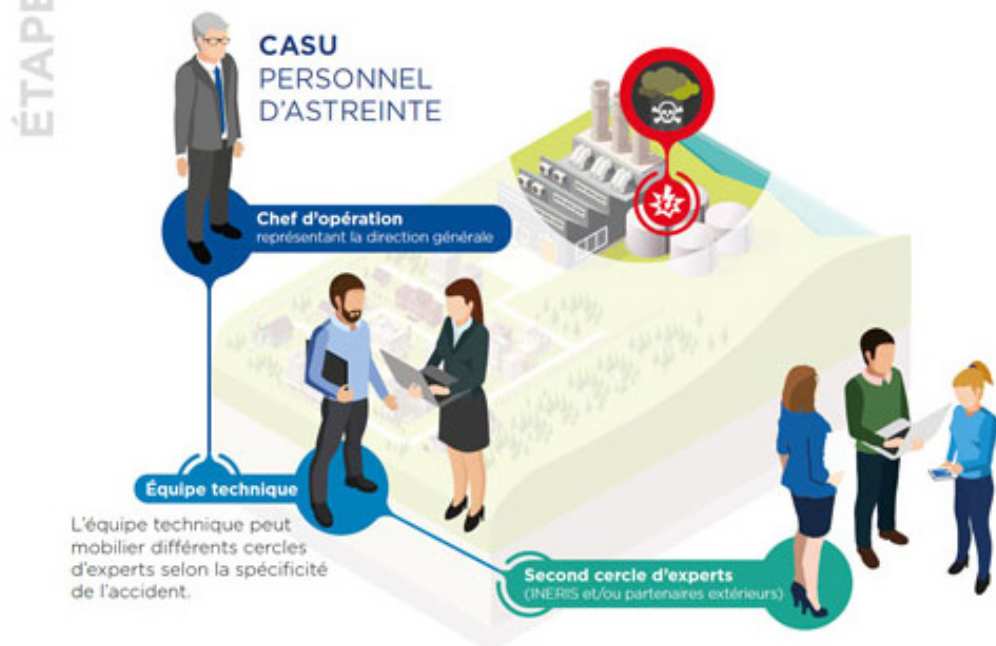 ÉTAPE
CASU
PERSONNEL
D'ASTREINTE
Chef d'opération
représentant la direction générale
Équipe technique
L'équipe technique peut
mobilier différents cercles
d'experts selon la spécificité
de l'accident.
Second cercle d'experts
(INERIS et/ou partenaires extérieurs)